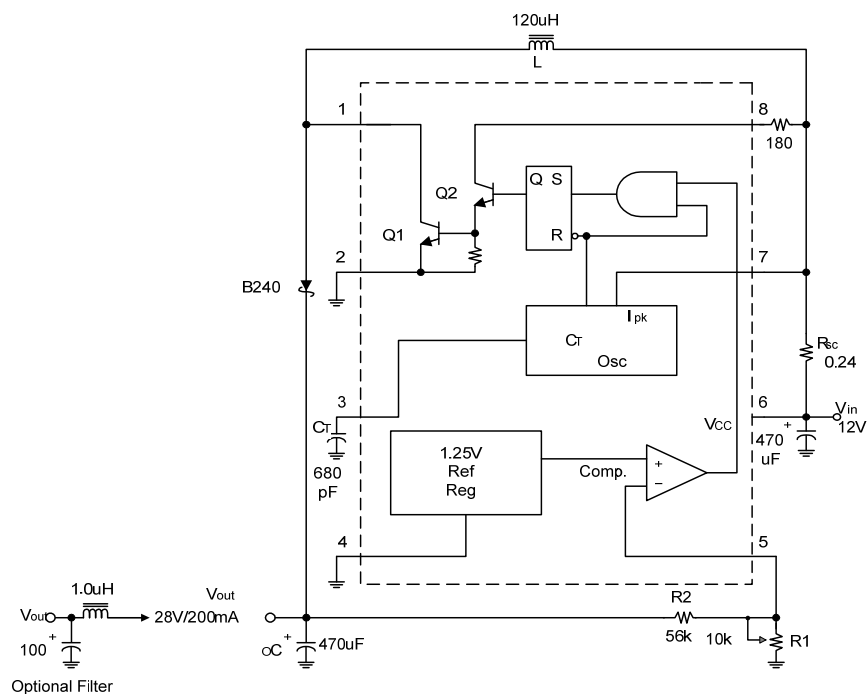 120uH
L
1
8
180
Q2
Q S
R
Q1
2
7
B240
Ipk
CT
Osc
Rsc
0.24
3
6
Vin
12V
CT
680
pF
VCC
470
uF
+
1.25V
Ref
Reg
Comp.
+
–
4
5
1.0uH
Vout
Vout
28V/200mA
R2
56k
10k
R1
+
100
oC
+
470uF
Optional Filter